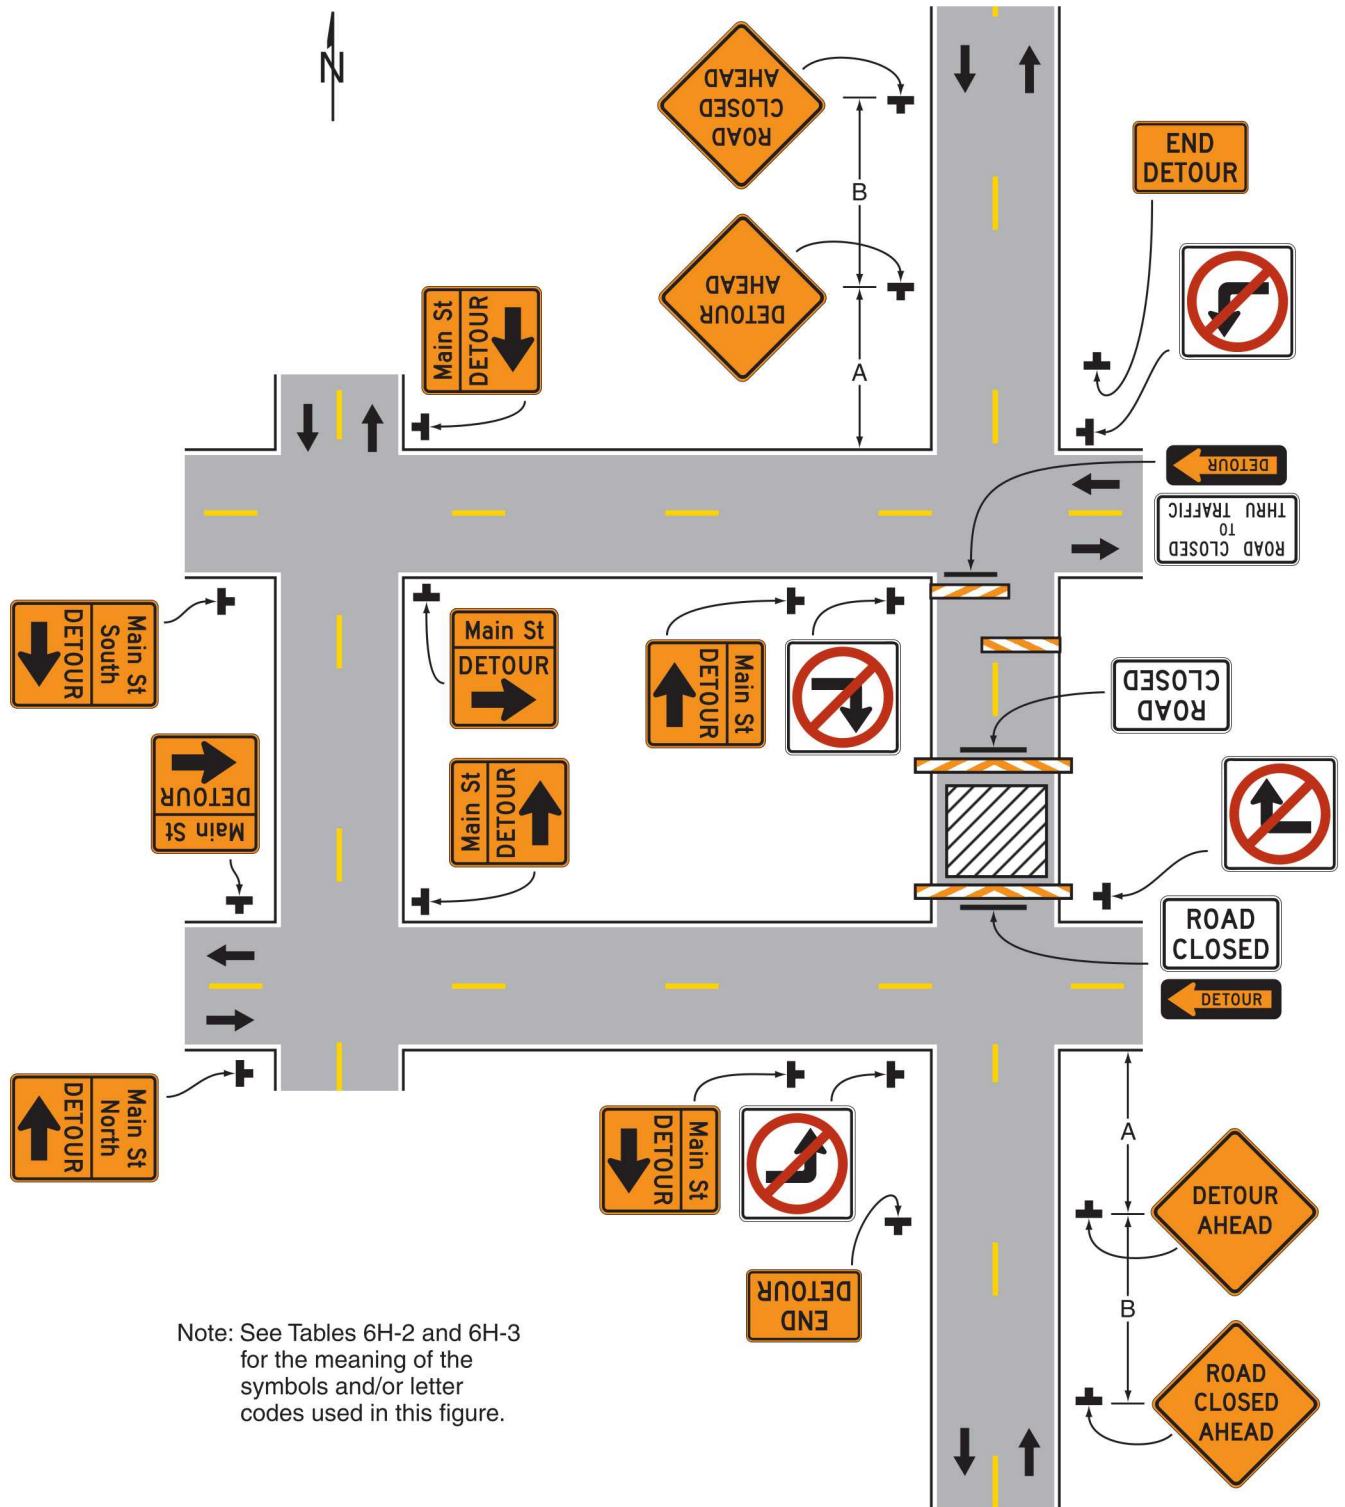 N
ROAD
CLOSED
AHEAD
B
END
DETOUR
DETOUR
AHEAD
A
Main St
DETOUR
DETOUR
ROAD CLOSED
TO
THRU TRAFFIC
Main St
South
DETOUR
Main St
DETOUR
Main St
DETOUR
ROAD
CLOSED
Main St
DETOUR
Main St
DETOUR
ROAD
CLOSED
DETOUR
Main St
North
DETOUR
Main St
DETOUR
A
DETOUR
AHEAD
END
DETOUR
B
ROAD
CLOSED
AHEAD
Note: See Tables 6H-2 and 6H-3
for the meaning of the
symbols and/or letter
codes used in this figure.